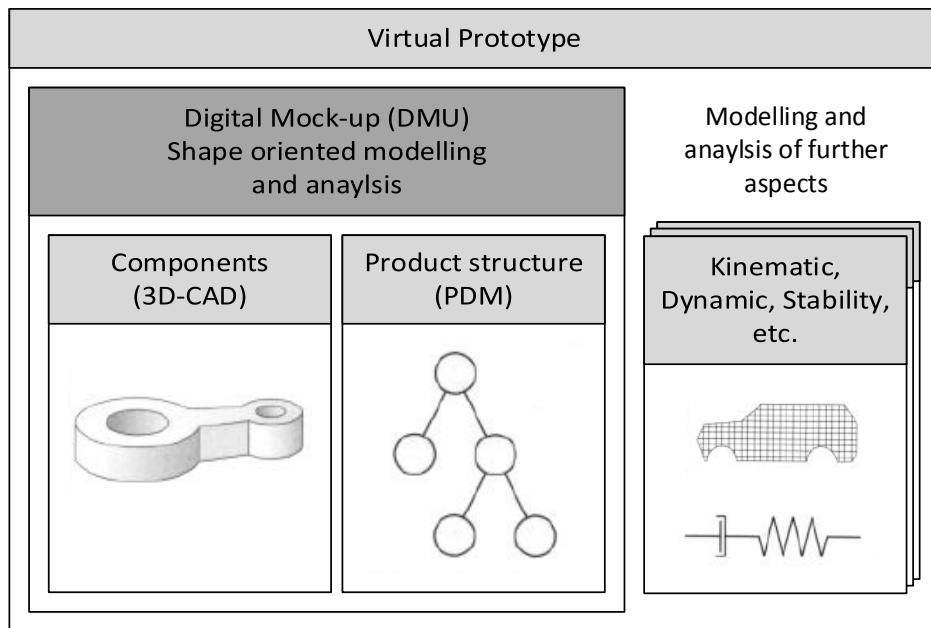 Virtual Prototype
Digital Mock-up (DMU)
Shape oriented modelling
and anaylsis
Modelling and
anaylsis of further
aspects
Components
(3D-CAD)
Product structure
(PDM)
Kinematic,
Dynamic, Stability,
etc.